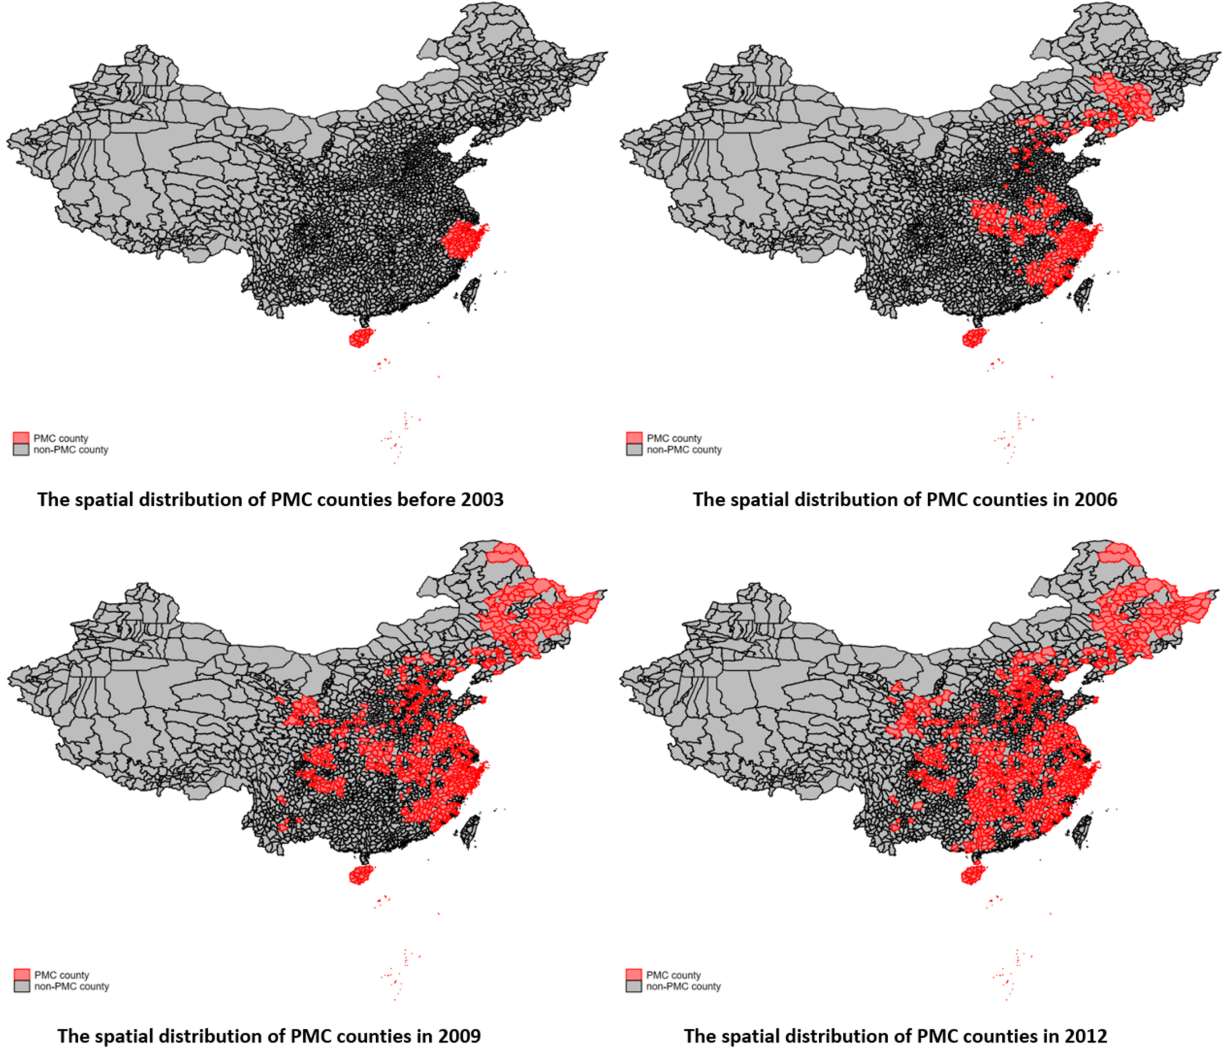 PMC county
non-PMC county
PMC county
non-PMC county
The spatial distribution of PMC counties before 2003
The spatial distribution of PMC counties in 2006
PMC county
non-PMC county
PMC county
non-PMC county
The spatial distribution of PMC counties in 2009
The spatial distribution of PMC counties in 2012